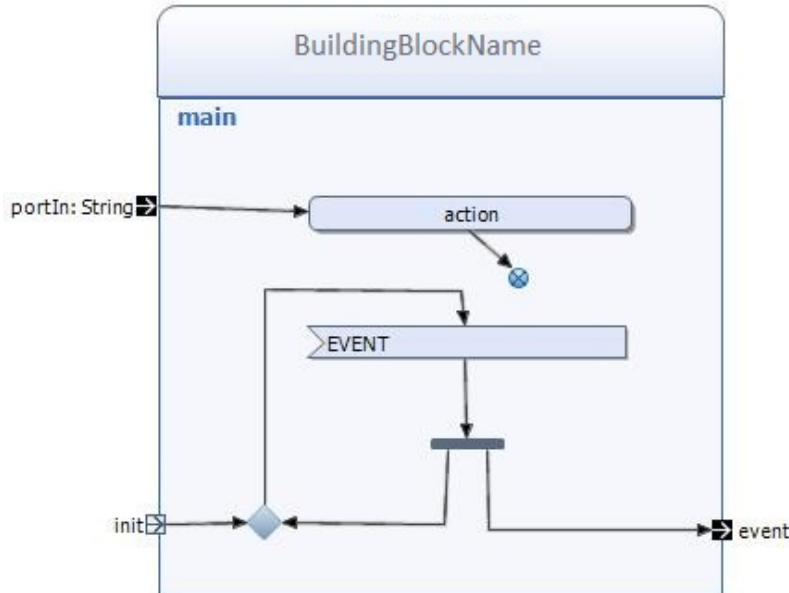 BuildingBlockName
main
portIn: String
action
EVENT
init
event